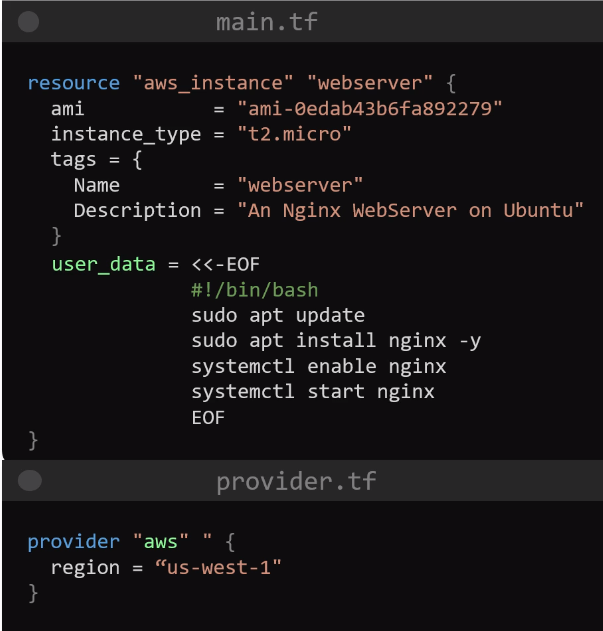 main.tf
resource "aws_instance" "webserver" {
  ami           = "ami-0edab43b6fa892279"
  instance_type = "t2.micro"
  tags = {
    Name        = "webserver"
    Description = "An Nginx WebServer on Ubuntu"
  }
  user_data = <<-EOF
              #!/bin/bash
              sudo apt update
              sudo apt install nginx -y
              systemctl enable nginx
              systemctl start nginx
              EOF
}
provider.tf
provider "aws" " {
  region = “us-west-1"
}